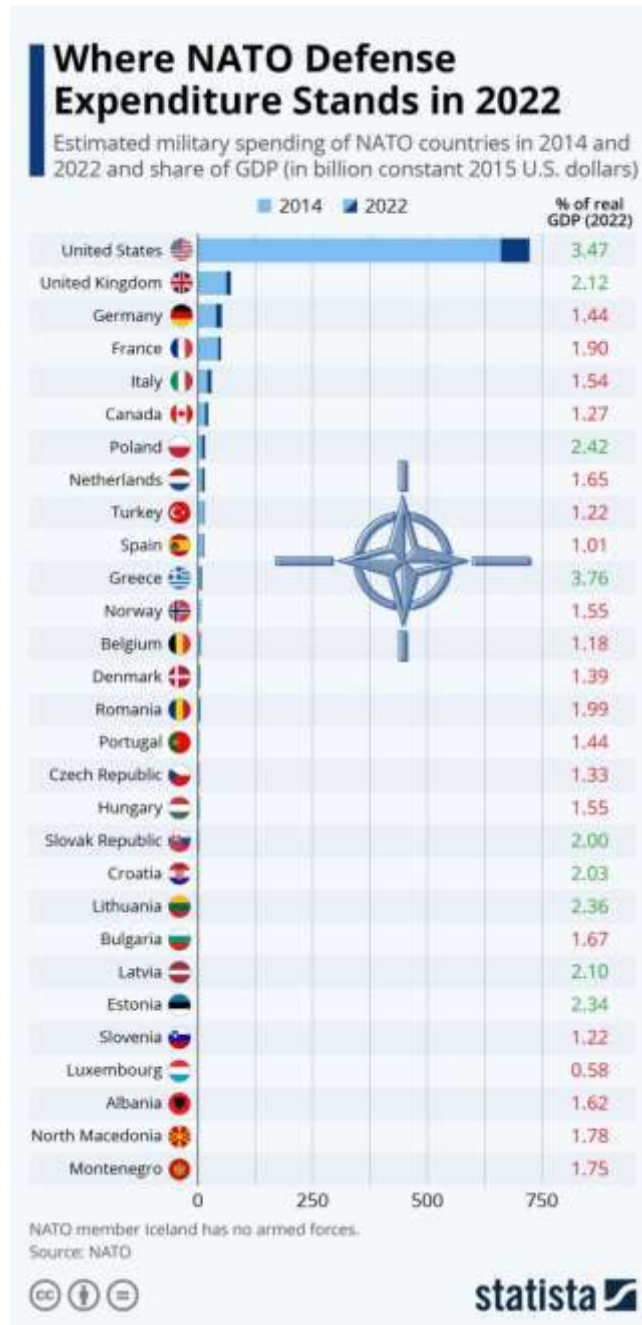 Where NATO Defense
Expenditure Stands in 2022
Estimated military spending of NATO countries in 2014 and
2022 and share of GDP (in billion constant 2015 U.S. dollars)
2014 2022 % of real
GDP (2022)
United States 3.47
United Kingdom 2.12
Germany 1.44
France 1.90
Italy 1.54
Canada 1.27
Poland 2.42
Netherlands 1.65
Turkey 1.22
Spain 1.01
Greece 3.76
Norway 1.55
Belgium 1.18
Denmark 1.39
Romania 1.99
Portugal 1.44
Czech Republic 1.33
Hungary 1.55
Slovak Republic 2.00
Croatia 2.03
Lithuania 2.36
Bulgaria 1.67
Latvia 2.10
Estonia 2.34
Slovenia 1.22
Luxembourg 0.58
Albania 1.62
North Macedonia 1.78
Montenegro 1.75
0 250 500 750
NATO member Iceland has no armed forces.
Source: NATO
cc statista